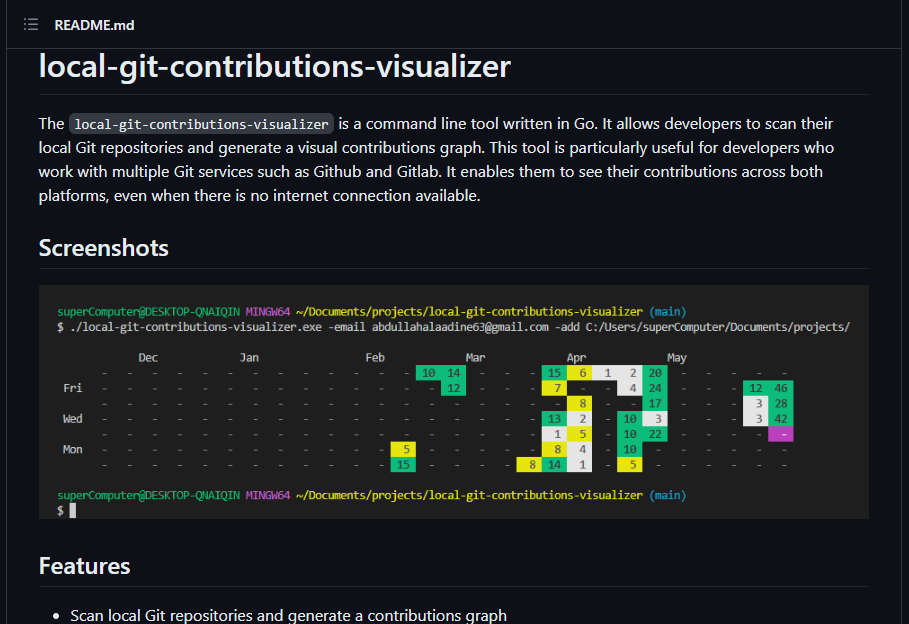 README.md
local-git-contributions-visualizer
The local-git-contributions-visualizer is a command line tool written in Go. It allows developers to scan their
local Git repositories and generate a visual contributions graph. This tool is particularly useful for developers who
work with multiple Git services such as Github and Gitlab. It enables them to see their contributions across both
platforms, even when there is no internet connection available.
Screenshots
superComputer@DESKTOP-QNAIQIN MINGW64 ~/Documents/projects/local-git-contributions-visualizer (main)
$ ./local-git-contributions-visualizer.exe -email abdullahalaadine63@gmail.com -add C:/Users/superComputer/Documents/projects/
Dec Jan Feb Mar Apr May
- - - - - - - - - - - - - 10 14 - - - 15 6 1 2 20 - - - - -
Fri - - - - - - - - - - - - - - 12 - - - 7 - - 4 24 - - - 12 46
- - - - - - - - - - - - - - - - - - - 8 - - 17 - - - 3 28
Wed - - - - - - - - - - - - - - - - - - 13 2 - 10 3 - - - 3 42
- - - - - - - - - - - - - - - - - - 1 5 - 10 22 - - - - -
Mon - - - - - - - - - - - - 5 - - - - - 8 4 - 10 - - - - - -
- - - - - - - - - - - - 15 - - - - 8 14 1 - 5 - - - - - -
superComputer@DESKTOP-QNAIQIN MINGW64 ~/Documents/projects/local-git-contributions-visualizer (main)
$
Features
• Scan local Git repositories and generate a contributions graph